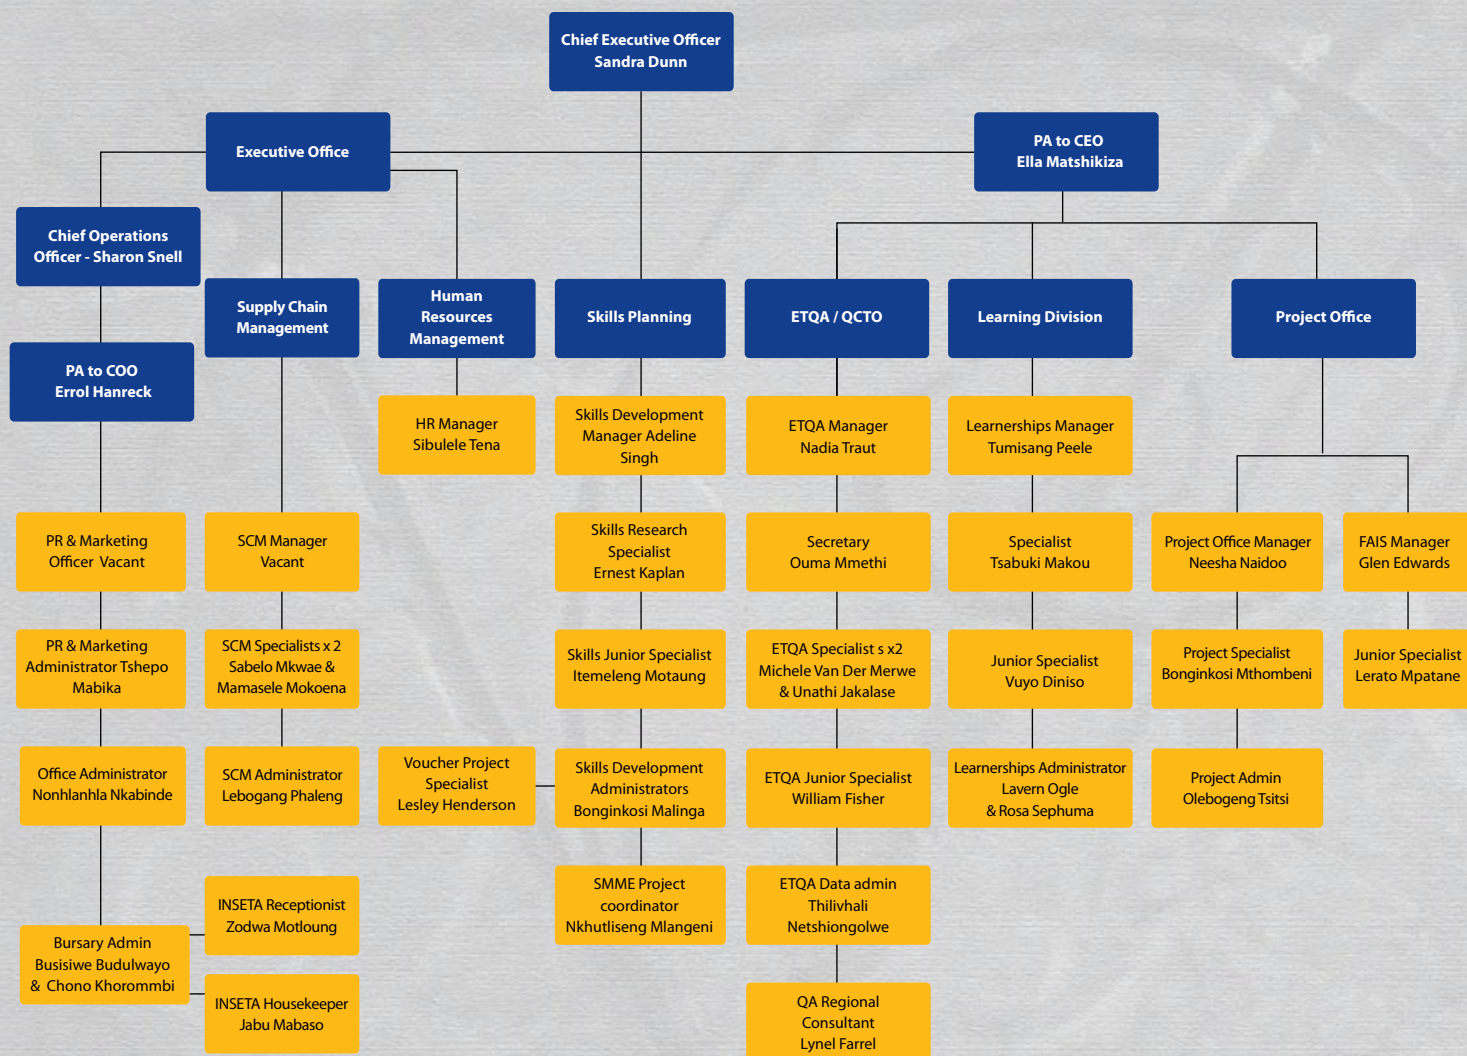 Chief Executive Officer
Sandra Dunn
Executive Office
PA to CEO
Ella Matshikiza
Chief Operations
Officer - Sharon Snell
PA to COO
Errol Hanreck
Supply Chain
Management
Human
Resources
Management
Skills Planning
ETQA / QCTO
Learning Division
Project Office
HR Manager
Sibulele Tena
Skills Development
Manager Adeline
Singh
ETQA Manager
Nadia Traut
Learnerships Manager
Tumisang Peele
PR & Marketing
Officer Vacant
SCM Manager
Vacant
Skills Research
Specialist
Ernest Kaplan
Secretary
Ouma Mmethi
Specialist
Tsabuki Makou
Project Office Manager
Neesha Naidoo
FAIS Manager
Glen Edwards
PR & Marketing
Administrator Tshepo
Mabika
SCM Specialists x 2
Sabelo Mkwae &
Mamasele Mokoena
Skills Junior Specialist
Itemeleng Motaung
ETQA Specialist s x2
Michele Van Der Merwe
& Unathi Jakalase
Junior Specialist
Vuyo Diniso
Project Specialist
Bonginkosi Mthombeni
Junior Specialist
Lerato Mpatane
Office Administrator
Nonhlanhla Nkabinde
SCM Administrator
Lebogang Phaleng
Voucher Project
Specialist
Lesley Henderson
Skills Development
Administrators
Bonginkosi Malinga
ETQA Junior Specialist
William Fisher
Learnerships Administrator
Lavern Ogle
& Rosa Sephuma
Project Admin
Olebogeng Tsitsi
Bursary Admin
Busisiwe Budulwayo
& Chono Khorommbi
INSETA Receptionist
Zodwa Motloung
INSETA Housekeeper
Jabu Mabaso
SMME Project
coordinator
Nkhutliseng Mlangeni
ETQA Data admin
Thilivhali
Netshiongolwe
QA Regional
Consultant
Lynel Farrel